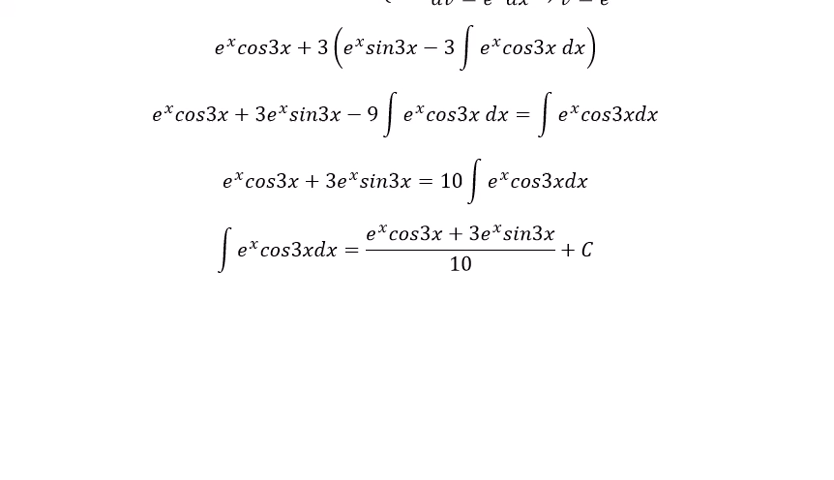 e^x cos3x + 3(e^x sin3x − 3∫ e^x cos3x dx)
e^x cos3x + 3e^x sin3x − 9∫ e^x cos3x dx = ∫ e^x cos3xdx
e^x cos3x + 3e^x sin3x = 10∫ e^x cos3xdx
∫ e^x cos3xdx = (e^x cos3x + 3e^x sin3x)/10 + C